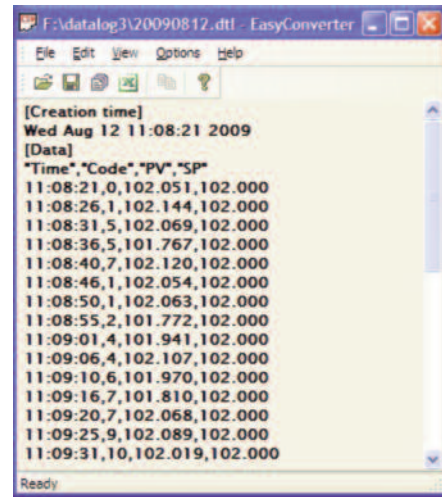 F:\datalog3\20090812.dtl - EasyConverter
File Edit View Options Help
[Creation time]
Wed Aug 12 11:08:21 2009
[Data]
"Time","Code","PV","SP"
11:08:21,0,102.051,102.000
11:08:26,1,102.144,102.000
11:08:31,5,102.069,102.000
11:08:36,5,101.767,102.000
11:08:40,7,102.120,102.000
11:08:46,1,102.054,102.000
11:08:50,1,102.063,102.000
11:08:55,2,101.772,102.000
11:09:01,4,101.941,102.000
11:09:06,4,102.107,102.000
11:09:10,6,101.970,102.000
11:09:16,7,101.810,102.000
11:09:20,7,102.068,102.000
11:09:25,9,102.089,102.000
11:09:31,10,102.019,102.000
Ready